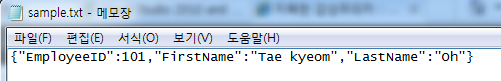 sample.txt - 메모장
파일(F) 편집(E) 서식(O) 보기(V) 도움말(H)
{"EmployeeID":101,"FirstName":"Tae kyeom","LastName":"Oh"}